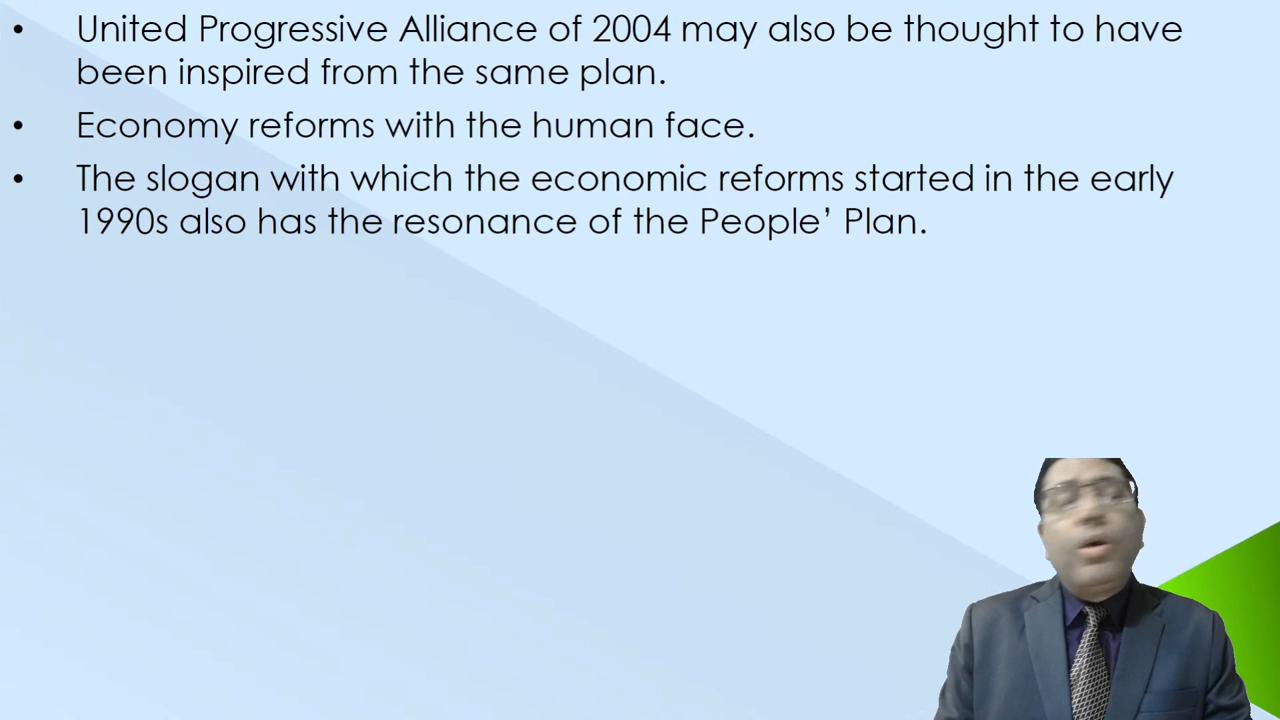 • United Progressive Alliance of 2004 may also be thought to have
been inspired from the same plan.
• Economy reforms with the human face.
• The slogan with which the economic reforms started in the early
1990s also has the resonance of the People’ Plan.